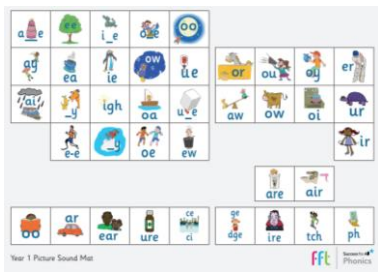 a_e ee i_e o_e oo
ay ea ie ow ue or ou oy er
ai _y igh oa u_e aw ow oi ur
e-e _y oe ew ir
are air
ar ce ge
ear ure ci dge ire tch ph
Year 1 Picture Sound Mat
fft Success for All Phonics